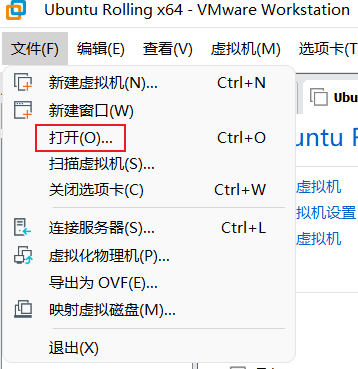 Ubuntu Rolling x64 - VMware Workstation
文件(F) 编辑(E) 查看(V) 虚拟机(M) 选项卡(T
新建虚拟机(N)... Ctrl+N
新建窗口(W)
打开(O)... Ctrl+O
扫描虚拟机(S)...
关闭选项卡(C) Ctrl+W
连接服务器(S)... Ctrl+L
虚拟化物理机(P)...
导出为 OVF(E)...
映射虚拟磁盘(M)...
退出(X)
Ubu
untu Ro
虚拟机
拟机设置
虚拟机